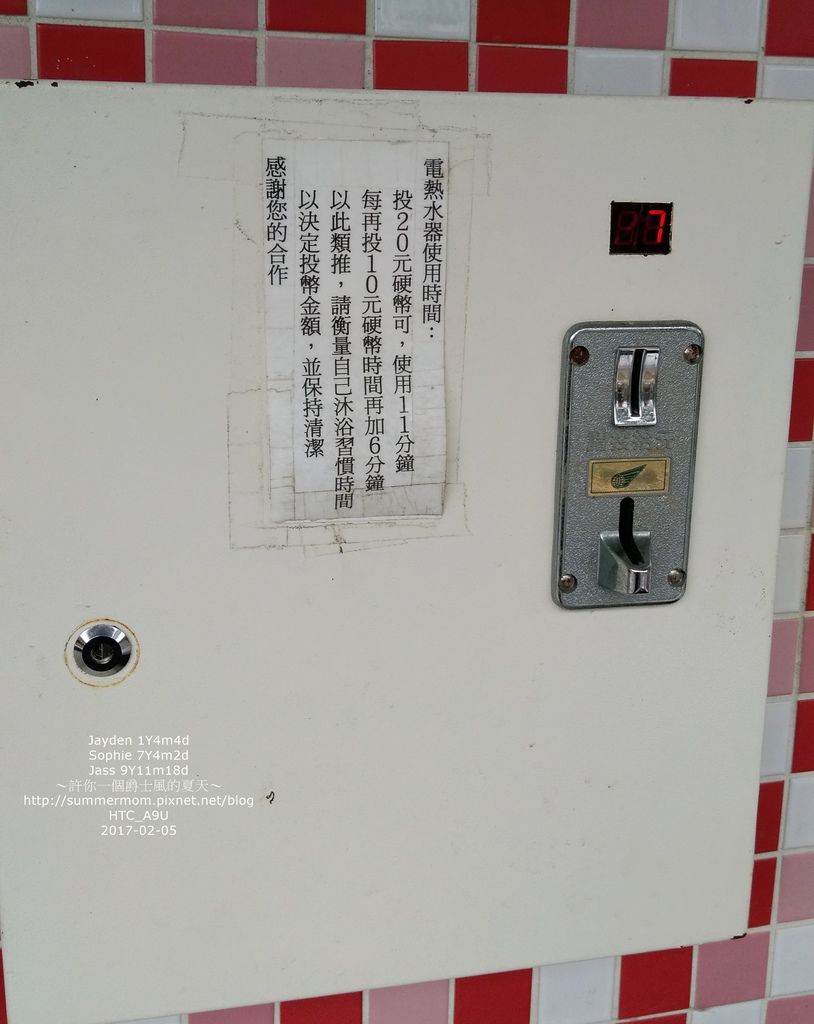 電熱水器使用時間：
投20元硬幣可，使用11分鐘
每再投10元硬幣時間再加6分鐘
以此類推，請衡量自己沐浴習慣時間
以決定投幣金額，並保持清潔
感謝您的合作
7
Jayden 1Y4m4d
Sophie 7Y4m2d
Jass 9Y11m18d
～許你一個爵士風的夏天～
http://summermom.pixnet.net/blog
HTC_A9U
2017-02-05